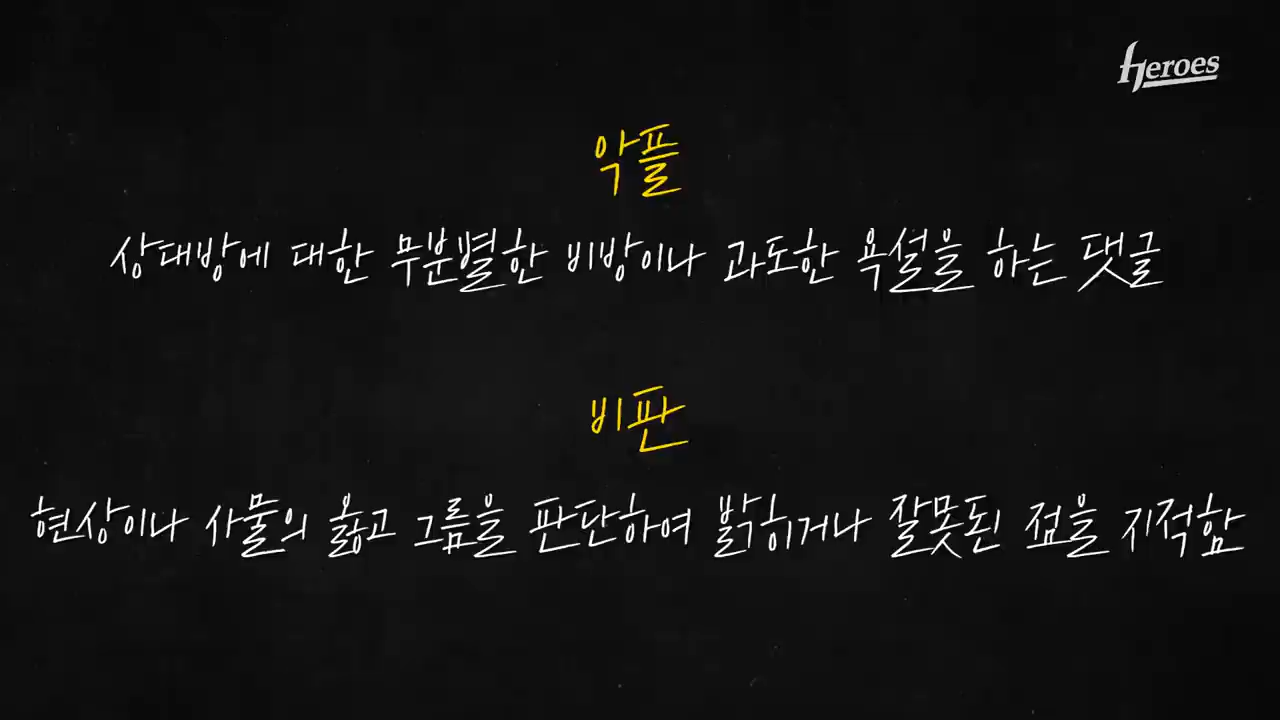 heroes
악플
상대방에 대한 무분별한 비방이나 과도한 욕설을 하는 댓글
비판
현상이나 사물의 옳고 그름을 판단하여 밝히거나 잘못된 점을 지적함